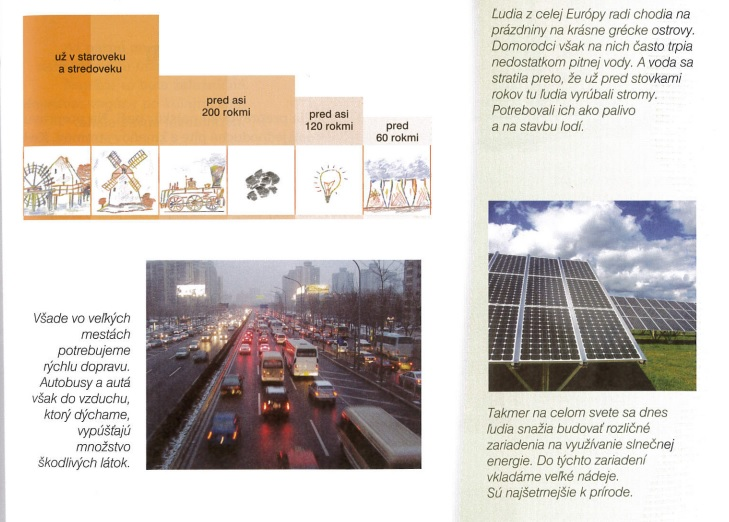 už v staroveku
a stredoveku
pred asi
200 rokmi
pred asi
120 rokmi
pred
60 rokmi
Všade vo veľkých
mestách
potrebujeme
rýchlu dopravu.
Autobusy a autá
však do vzduchu,
ktorý dýchame,
vypúšťajú
množstvo
škodlivých látok.
Ľudia z celej Európy radi chodia na
prázdniny na krásne grécke ostrovy.
Domorodci však na nich často trpia
nedostatkom pitnej vody. A voda sa
stratila preto, že už pred stovkami
rokov tu ľudia vyrúbali stromy.
Potrebovali ich ako palivo
a na stavbu lodí.
Takmer na celom svete sa dnes
ľudia snažia budovať rozličné
zariadenia na využívanie slnečnej
energie. Do týchto zariadení
vkladáme veľké nádeje.
Sú najšetrnejšie k prírode.